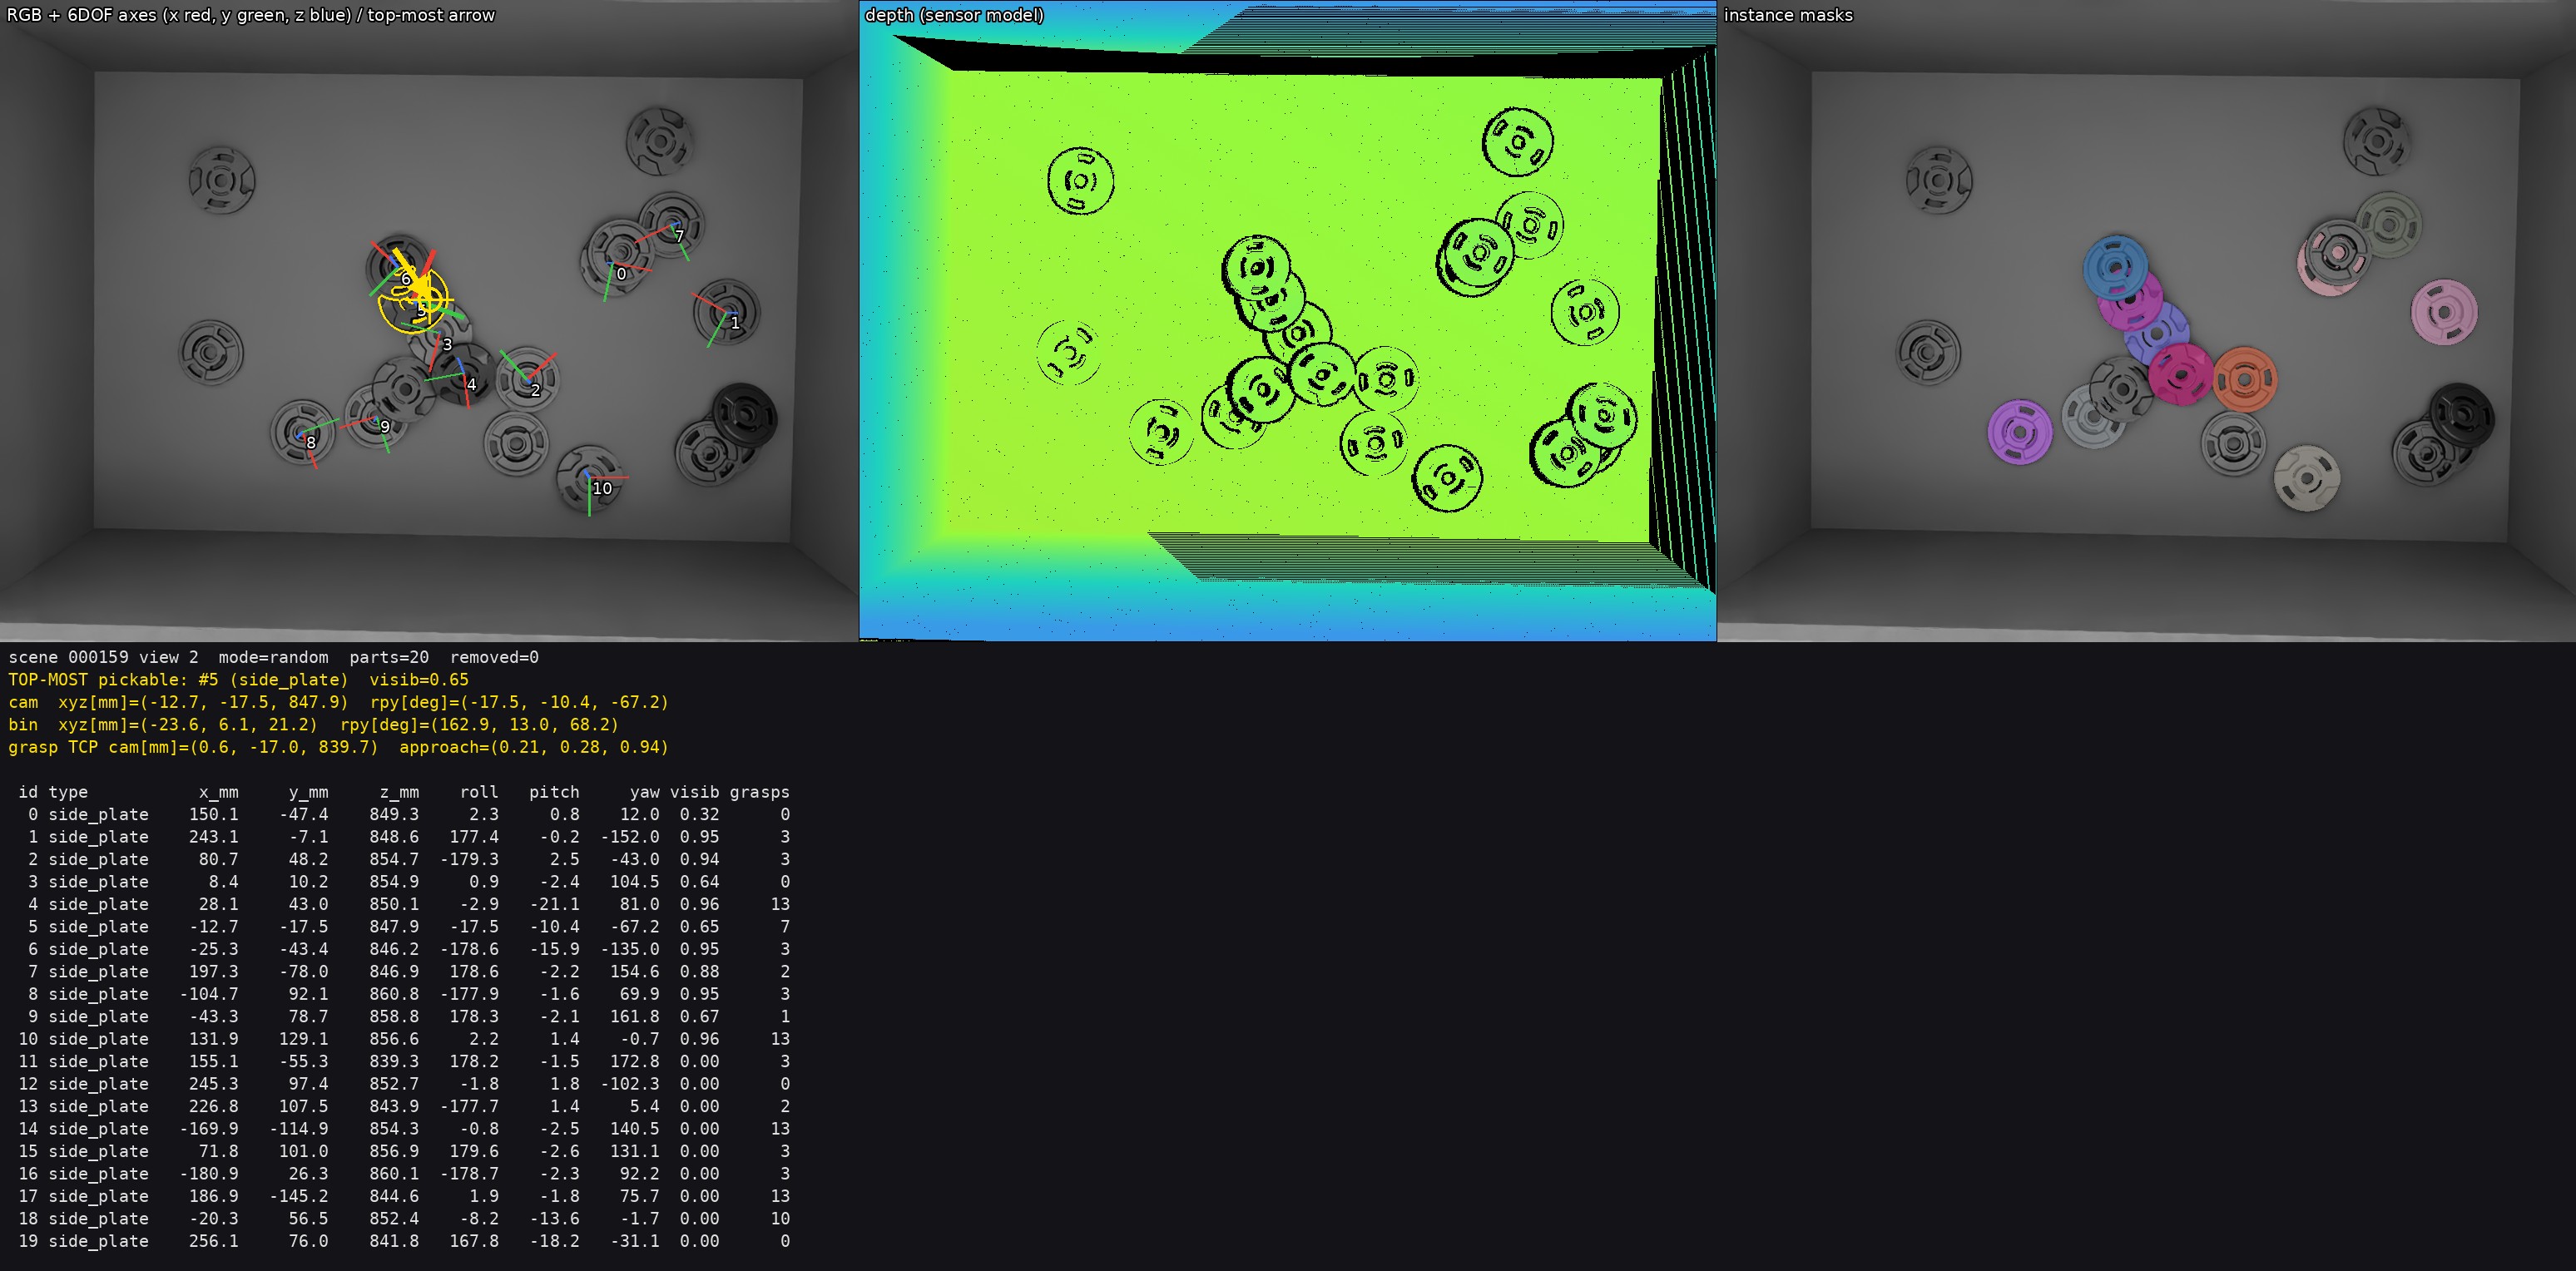 RGB + 6DOF axes (x red, y green, z blue) / top-most arrow
depth (sensor model)
instance masks
7
0
6
1
5
3
4
2
9
8
10
scene 000159 view 2  mode=random  parts=20  removed=0
TOP-MOST pickable: #5 (side_plate)  visib=0.65
cam  xyz[mm]=(-12.7, -17.5, 847.9)  rpy[deg]=(-17.5, -10.4, -67.2)
bin  xyz[mm]=(-23.6, 6.1, 21.2)  rpy[deg]=(162.9, 13.0, 68.2)
grasp TCP cam[mm]=(0.6, -17.0, 839.7)  approach=(0.21, 0.28, 0.94)
id type x_mm y_mm z_mm roll pitch yaw visib grasps
0 side_plate 150.1 -47.4 849.3 2.3 0.8 12.0 0.32 0
1 side_plate 243.1 -7.1 848.6 177.4 -0.2 -152.0 0.95 3
2 side_plate 80.7 48.2 854.7 -179.3 2.5 -43.0 0.94 3
3 side_plate 8.4 10.2 854.9 0.9 -2.4 104.5 0.64 0
4 side_plate 28.1 43.0 850.1 -2.9 -21.1 81.0 0.96 13
5 side_plate -12.7 -17.5 847.9 -17.5 -10.4 -67.2 0.65 7
6 side_plate -25.3 -43.4 846.2 -178.6 -15.9 -135.0 0.95 3
7 side_plate 197.3 -78.0 846.9 178.6 -2.2 154.6 0.88 2
8 side_plate -104.7 92.1 860.8 -177.9 -1.6 69.9 0.95 3
9 side_plate -43.3 78.7 858.8 178.3 -2.1 161.8 0.67 1
10 side_plate 131.9 129.1 856.6 2.2 1.4 -0.7 0.96 13
11 side_plate 155.1 -55.3 839.3 178.2 -1.5 172.8 0.00 3
12 side_plate 245.3 97.4 852.7 -1.8 1.8 -102.3 0.00 0
13 side_plate 226.8 107.5 843.9 -177.7 1.4 5.4 0.00 2
14 side_plate -169.9 -114.9 854.3 -0.8 -2.5 140.5 0.00 13
15 side_plate 71.8 101.0 856.9 179.6 -2.6 131.1 0.00 3
16 side_plate -180.9 26.3 860.1 -178.7 -2.3 92.2 0.00 3
17 side_plate 186.9 -145.2 844.6 1.9 -1.8 75.7 0.00 13
18 side_plate -20.3 56.5 852.4 -8.2 -13.6 -1.7 0.00 10
19 side_plate 256.1 76.0 841.8 167.8 -18.2 -31.1 0.00 0